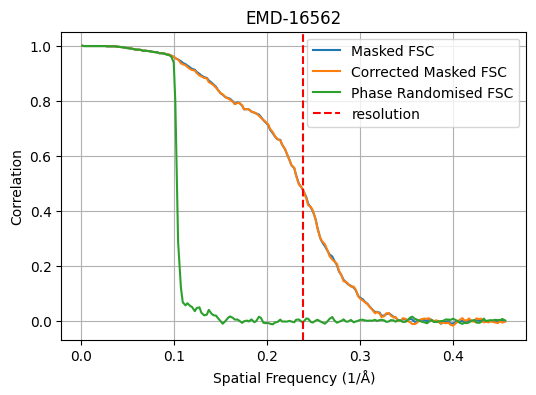 EMD-16562
Masked FSC
Corrected Masked FSC
Phase Randomised FSC
resolution
1.0
0.8
0.6
0.4
0.2
0.0
Correlation
0.0 0.1 0.2 0.3 0.4
Spatial Frequency (1/Å)